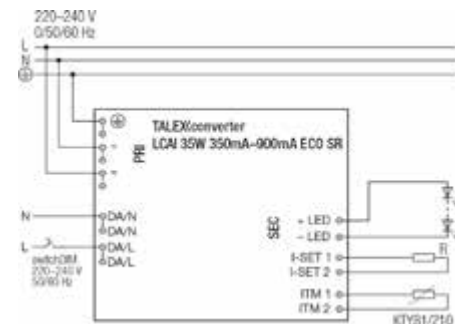 220–240 V
0/50/60 Hz
L
N
TALEXXconverter
LCAI 35W 350mA–900mA ECO SR
PRI
~
~
N
DA/N
DA/N
L
DA/L
DA/L
switchDIM
220–240 V
50/60 Hz
SEC
+ LED
– LED
I-SET 1
I-SET 2
R
ITM 1
ITM 2
KTY81/210